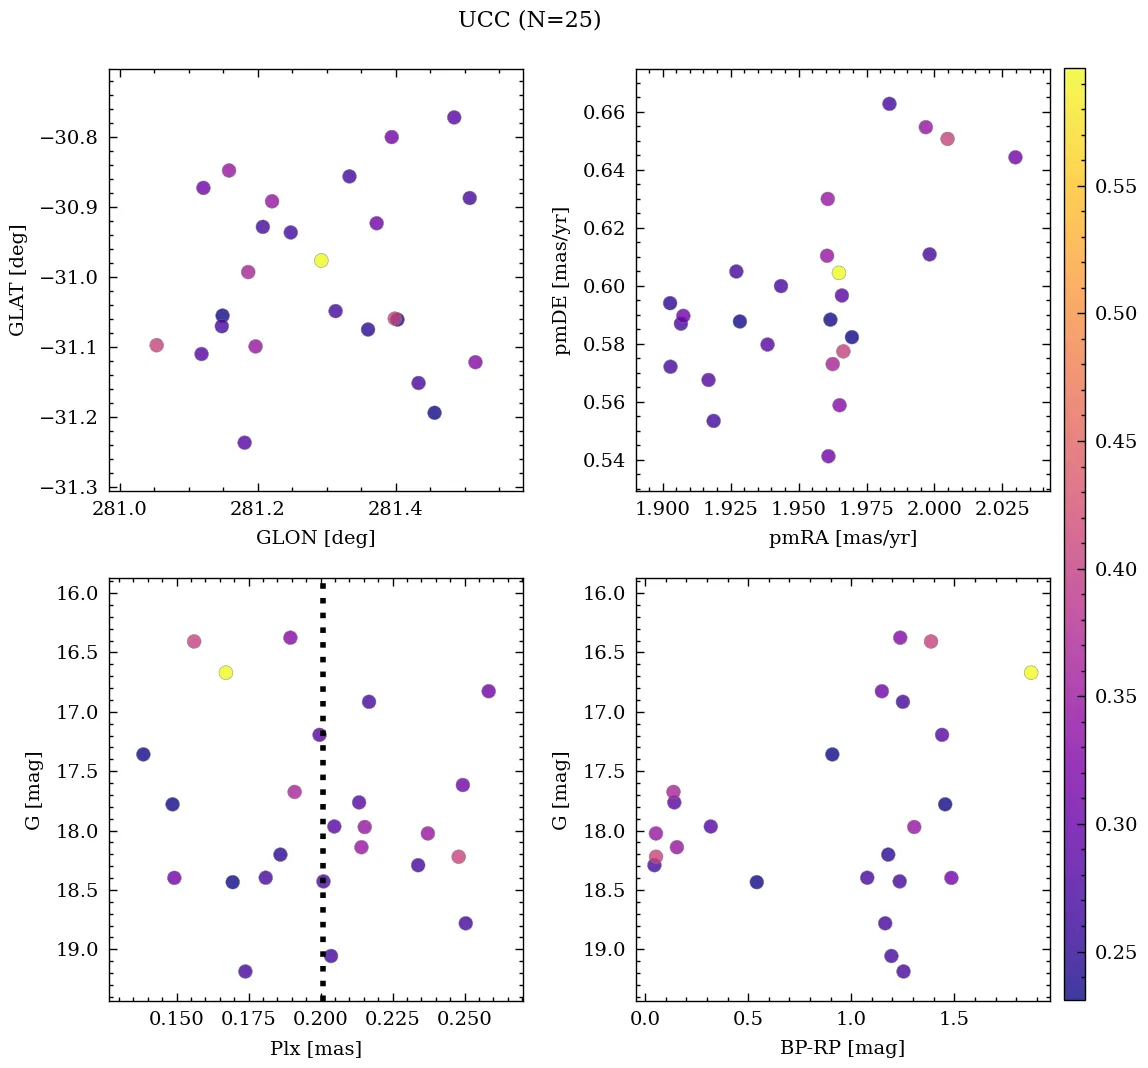 UCC (N=25)
−30.8
−30.9
−31.0
−31.1
−31.2
−31.3
GLAT [deg]
281.0 281.2 281.4
GLON [deg]
0.66
0.64
0.62
0.60
0.58
0.56
0.54
pmDE [mas/yr]
1.900 1.925 1.950 1.975 2.000 2.025
pmRA [mas/yr]
0.55
0.50
0.45
0.40
0.35
0.30
0.25
16.0
16.5
17.0
17.5
18.0
18.5
19.0
G [mag]
0.150 0.175 0.200 0.225 0.250
Plx [mas]
16.0
16.5
17.0
17.5
18.0
18.5
19.0
G [mag]
0.0 0.5 1.0 1.5
BP-RP [mag]